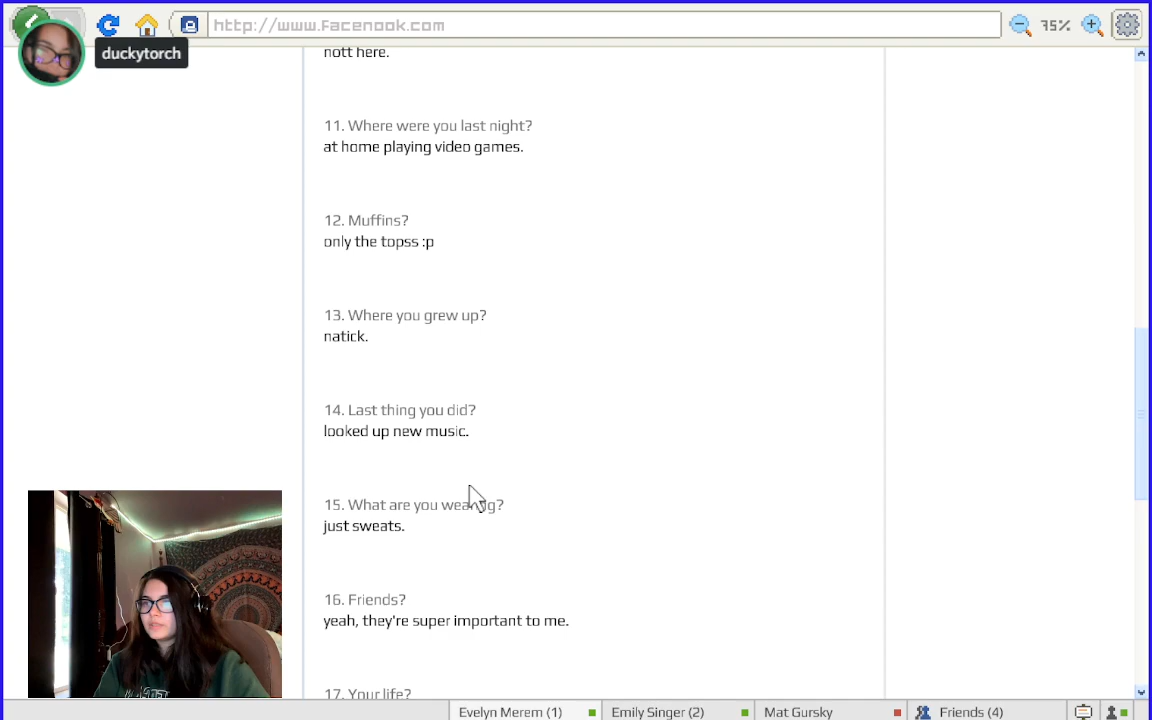 http://www.Facenook.com
75%
duckytorch
nott here.
11. Where were you last night?
at home playing video games.
12. Muffins?
only the topss :p
13. Where you grew up?
natick.
14. Last thing you did?
looked up new music.
15. What are you wearing?
just sweats.
16. Friends?
yeah, they're super important to me.
17. Your life?
Evelyn Merem (1)
Emily Singer (2)
Mat Gursky
Friends (4)